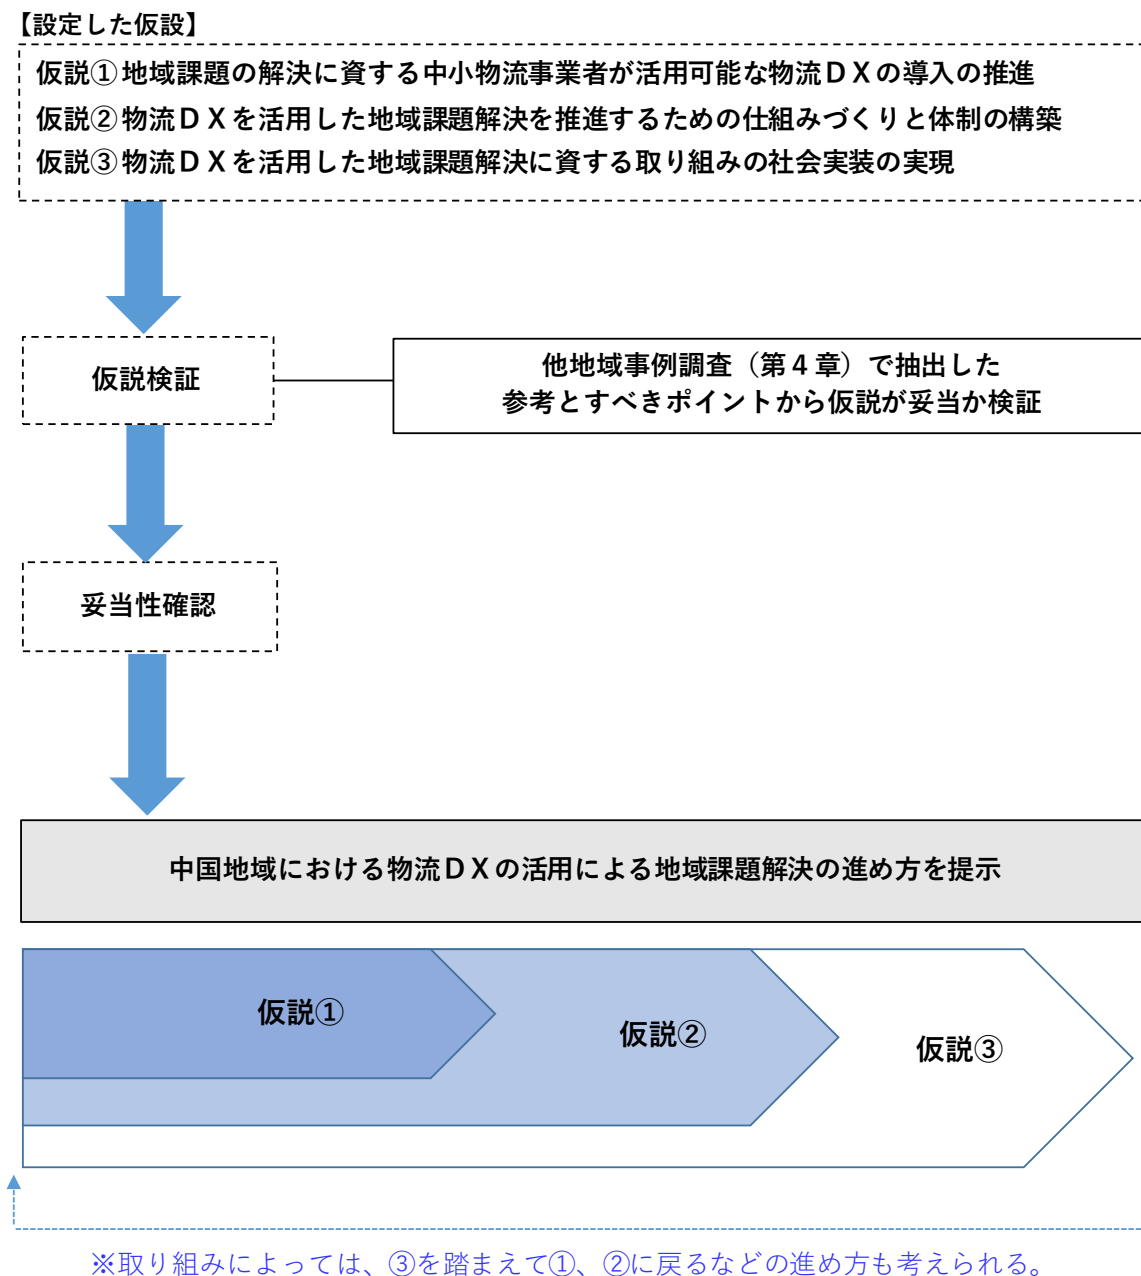 【設定した仮設】
仮説①地域課題の解決に資する中小物流事業者が活用可能な物流ＤＸの導入の推進
仮説②物流ＤＸを活用した地域課題解決を推進するための仕組みづくりと体制の構築
仮説③物流ＤＸを活用した地域課題解決に資する取り組みの社会実装の実現
仮説検証
他地域事例調査（第４章）で抽出した
参考とすべきポイントから仮説が妥当か検証
妥当性確認
中国地域における物流ＤＸの活用による地域課題解決の進め方を提示
仮説①
仮説②
仮説③
※取り組みによっては、③を踏まえて①、②に戻るなどの進め方も考えられる。